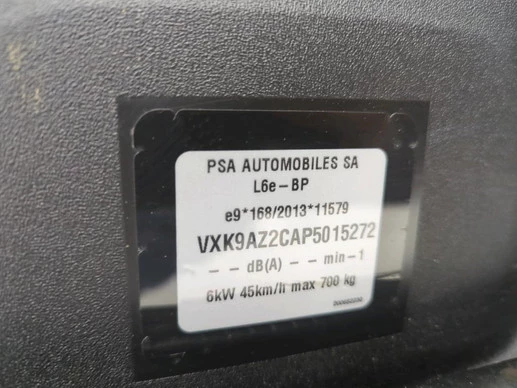 PSA AUTOMOBILES SA
L6e-BP
e9*168/2013*11579
VXK9AZ2CAP5015272
-- dB(A) -- min-1
6kW 45km/h max 700 kg